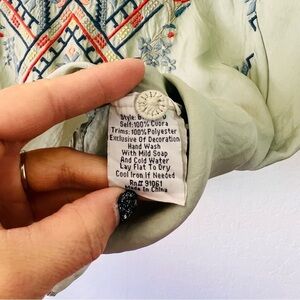 Style:
Self:100% Cupra
Trims: 100% Polyester
Exclusive Of Decoration
Hand Wash
With Mild Soap
And Cold Water
Lay Flat To Dry
Cool Iron If Needed
Rn# 91061
Made In China